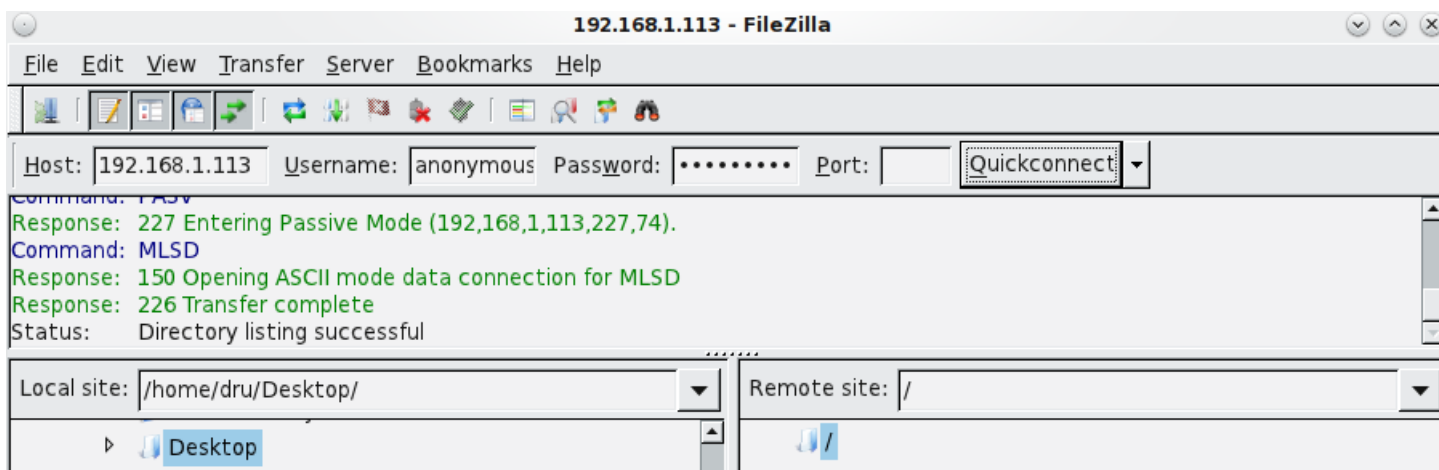 192.168.1.113 - FileZilla
File Edit View Transfer Server Bookmarks Help
Host: 192.168.1.113 Username: anonymous Password: ••••••••• Port: Quickconnect
Command: PASV
Response: 227 Entering Passive Mode (192,168,1,113,227,74).
Command: MLSD
Response: 150 Opening ASCII mode data connection for MLSD
Response: 226 Transfer complete
Status: Directory listing successful
Local site: /home/dru/Desktop/ Remote site: /
Desktop /